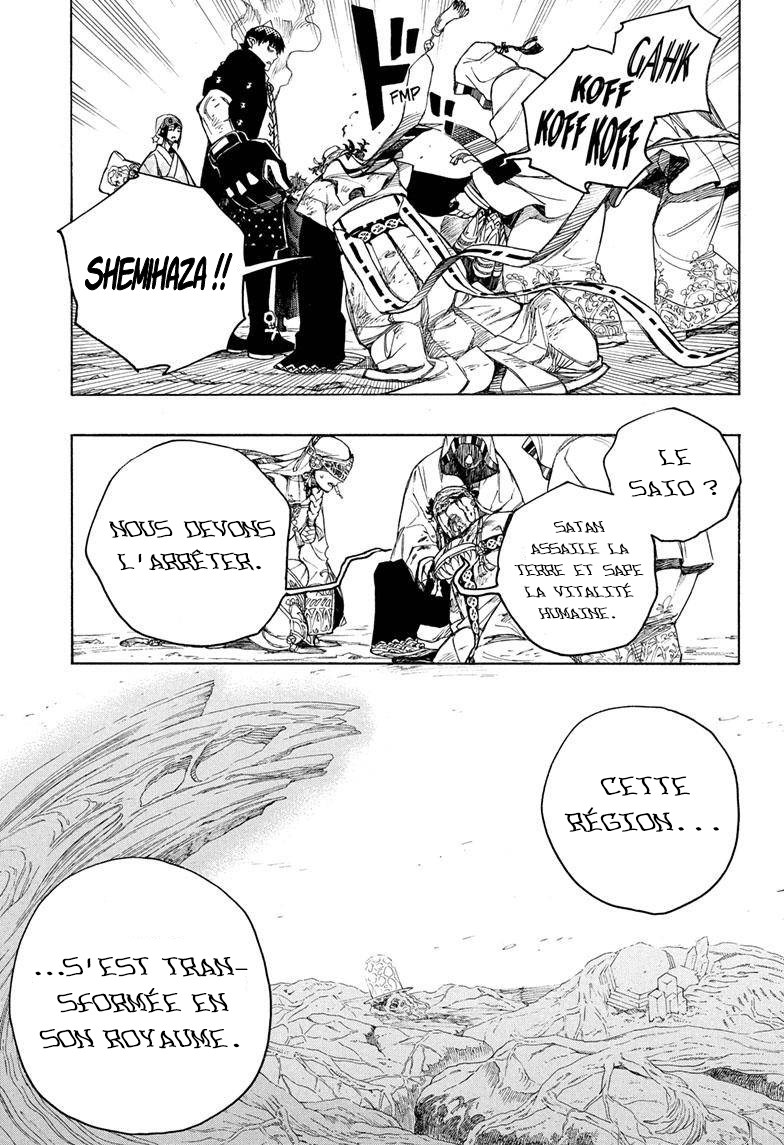 GAHK
KOFF
KOFF KOFF
ド
FMP
SHEMIHAZA !!
LE
SAIO ?
SATAN
ASSAILE LA
TERRE ET SAPE
LA VITALITÉ
HUMAINE.
NOUS DEVONS
L'ARRÊTER.
CETTE
RÉGION...
...S'EST TRAN-
SFORMÉE EN
SON ROYAUME.